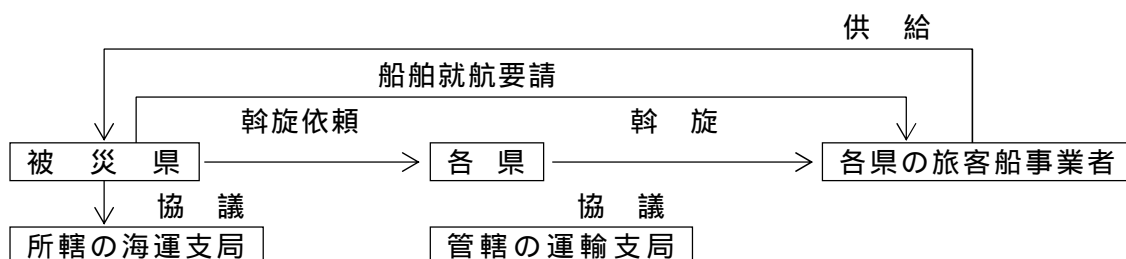 供 給
船舶就航要請
斡旋依頼 斡 旋
被 災 県 各 県 各県の旅客船事業者
協 議 協 議
所轄の海運支局 管轄の運輸支局